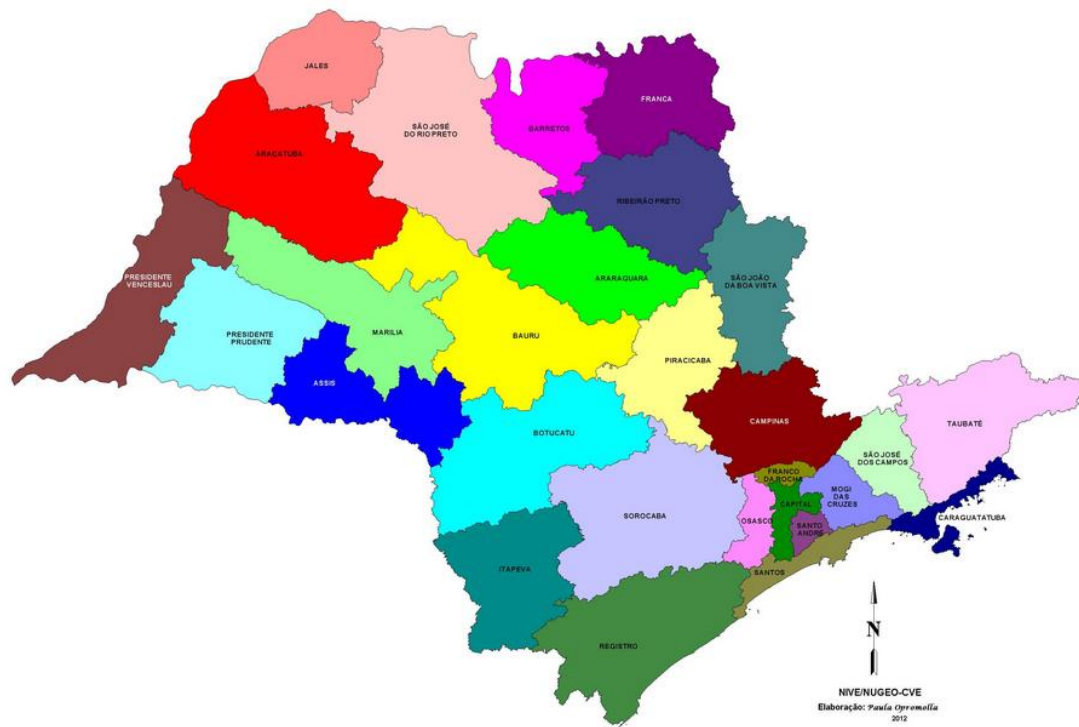 JALES
SÃO JOSÉ
DO RIO PRETO
BARRETOS
FRANCA
ARAÇATUBA
RIBEIRÃO PRETO
PRESIDENTE
VENCESLAU
ARARAQUARA
SÃO JOÃO
DA BOA VISTA
PRESIDENTE
PRUDENTE
MARILIA
BAURU
PIRACICABA
ASSIS
CAMPINAS
TAUBATÉ
BOTUCATU
SÃO JOSÉ
DOS CAMPOS
FRANCO
DA ROCHA
MOGI
DAS
CRUZES
SOROCABA
CAPITAL
OSASCO
SANTO
ANDRÉ
CARAGUATATUBA
ITAPEVA
SANTOS
REGISTRO
N
NIVE/NUGEO-CVE
Elaboração: Paula Opromolla
2012